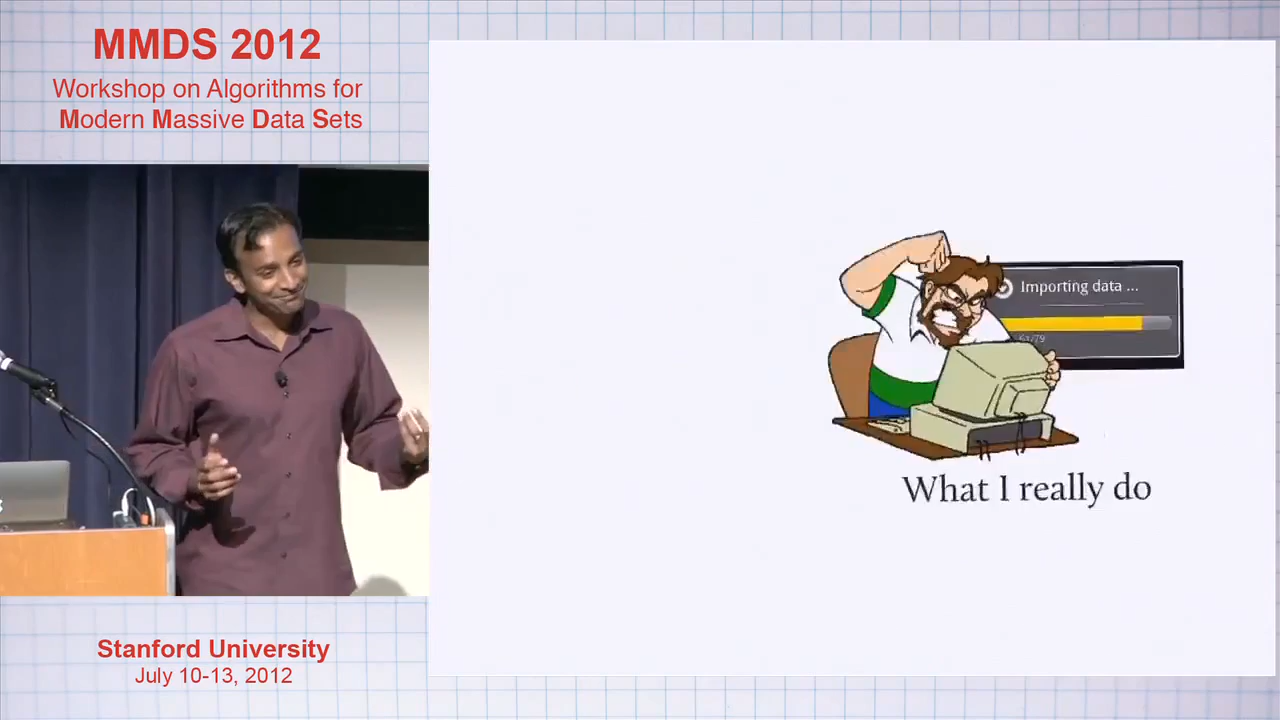 MMDS 2012
Workshop on Algorithms for
Modern Massive Data Sets
Importing data ...
What I really do
Stanford University
July 10-13, 2012